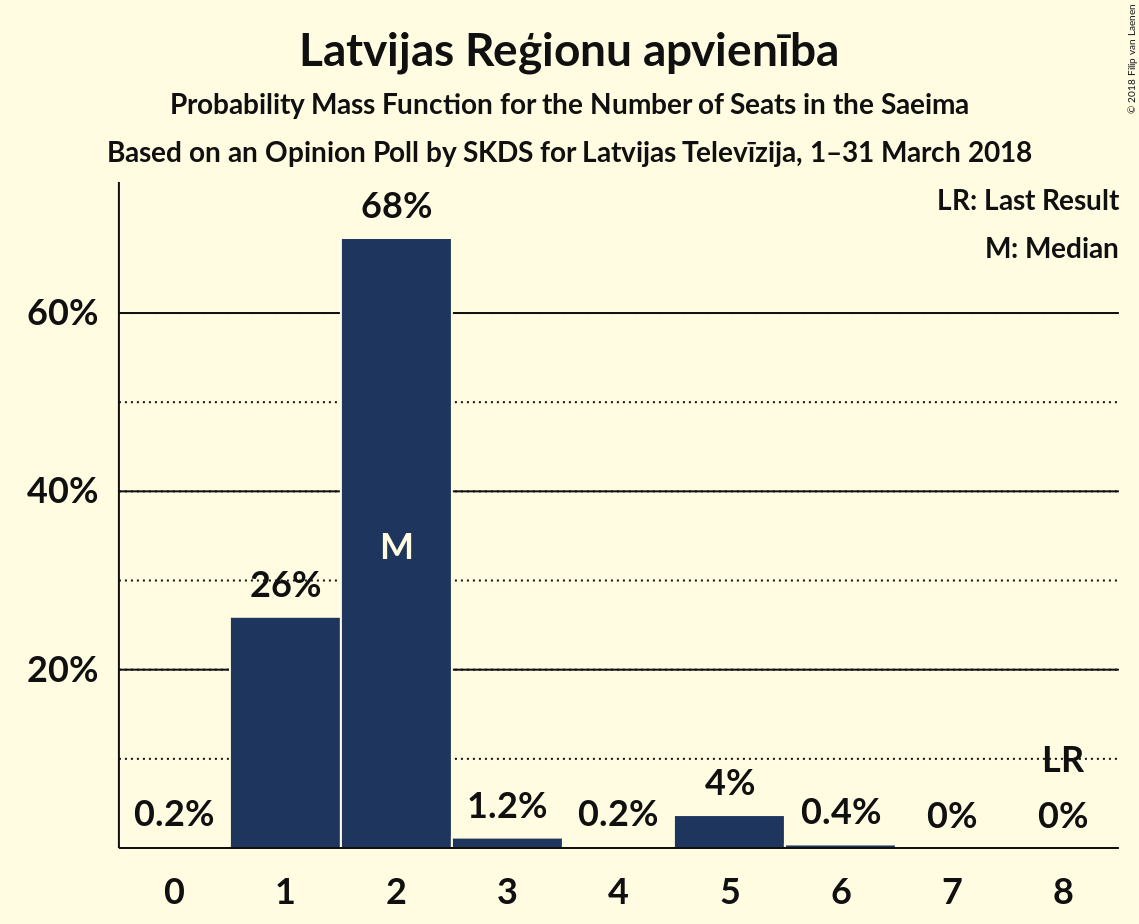 Latvijas Reģionu apvienība
Probability Mass Function for the Number of Seats in the Saeima
Based on an Opinion Poll by SKDS for Latvijas Televīzija, 1–31 March 2018
© 2018 Filip van Laenen
LR: Last Result
M: Median
68%
60%
40%
M
26%
20%
LR
4%
0.2% 1.2% 0.2% 0.4% 0% 0%
0 1 2 3 4 5 6 7 8